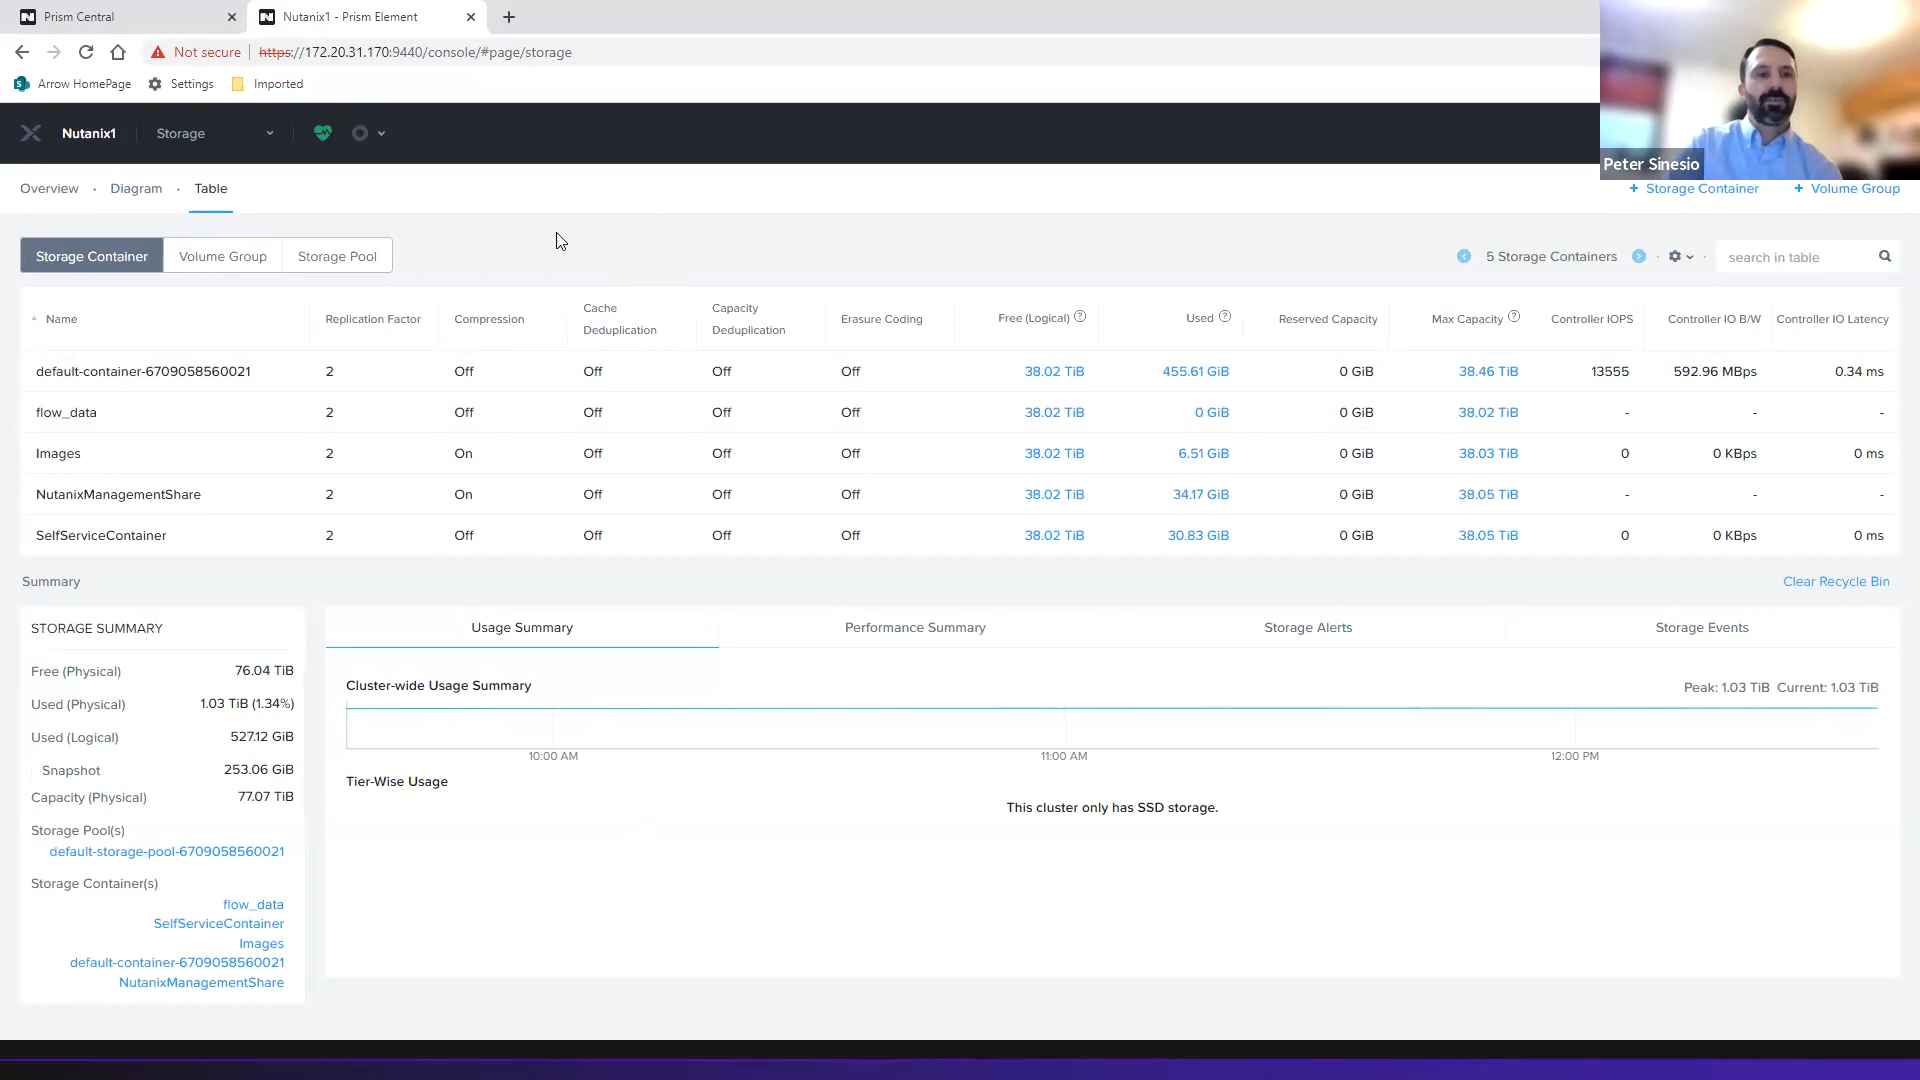 Prism Central
Nutanix1 - Prism Element
Not secure
https://172.20.31.170:9440/console/#page/storage
Arrow HomePage
Settings
Imported
Nutanix1
Storage
Peter Sinesio
Overview · Diagram · Table
+ Storage Container
+ Volume Group
Storage Container
Volume Group
Storage Pool
5 Storage Containers
search in table
Name Replication Factor Compression Cache Deduplication Capacity Deduplication Erasure Coding Free (Logical) Used Reserved Capacity Max Capacity Controller IOPS Controller IO B/W Controller IO Latency
default-container-6709058560021 2 Off Off Off Off 38.02 TiB 455.61 GiB 0 GiB 38.46 TiB 13555 592.96 MBps 0.34 ms
flow_data 2 Off Off Off Off 38.02 TiB 0 GiB 0 GiB 38.02 TiB - - -
Images 2 On Off Off Off 38.02 TiB 6.51 GiB 0 GiB 38.03 TiB 0 0 KBps 0 ms
NutanixManagementShare 2 On Off Off Off 38.02 TiB 34.17 GiB 0 GiB 38.05 TiB - - -
SelfServiceContainer 2 Off Off Off Off 38.02 TiB 30.83 GiB 0 GiB 38.05 TiB 0 0 KBps 0 ms
Summary
Clear Recycle Bin
STORAGE SUMMARY
Free (Physical) 76.04 TiB
Used (Physical) 1.03 TiB (1.34%)
Used (Logical) 527.12 GiB
Snapshot 253.06 GiB
Capacity (Physical) 77.07 TiB
Storage Pool(s)
default-storage-pool-6709058560021
Storage Container(s)
flow_data
SelfServiceContainer
Images
default-container-6709058560021
NutanixManagementShare
Usage Summary
Performance Summary
Storage Alerts
Storage Events
Cluster-wide Usage Summary
Peak: 1.03 TiB Current: 1.03 TiB
10:00 AM
11:00 AM
12:00 PM
Tier-Wise Usage
This cluster only has SSD storage.